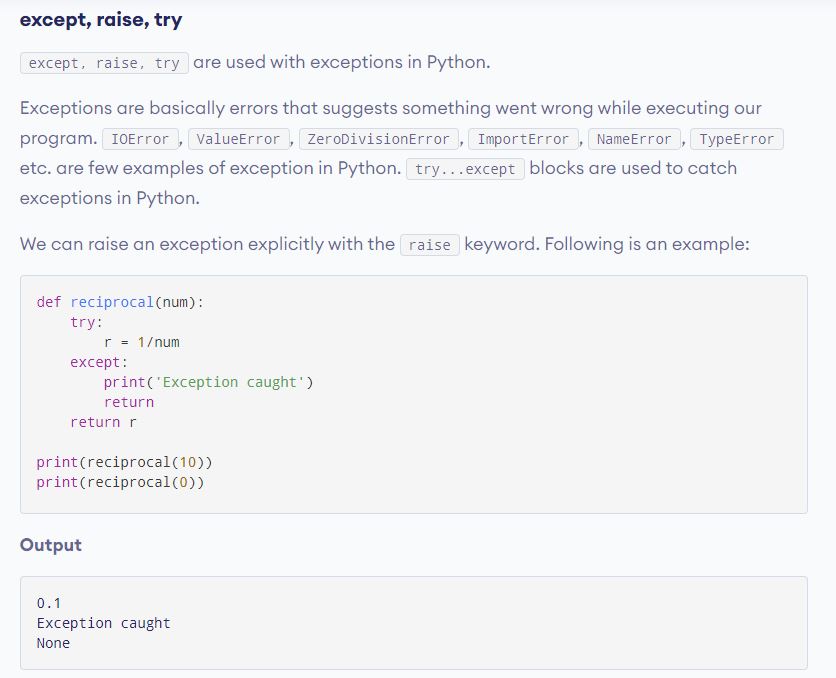 except, raise, try
except, raise, try are used with exceptions in Python.
Exceptions are basically errors that suggests something went wrong while executing our
program. IOError , ValueError , ZeroDivisionError , ImportError , NameError , TypeError
etc. are few examples of exception in Python. try...except blocks are used to catch
exceptions in Python.
We can raise an exception explicitly with the raise keyword. Following is an example:
def reciprocal(num):
    try:
        r = 1/num
    except:
        print('Exception caught')
        return
    return r

print(reciprocal(10))
print(reciprocal(0))
Output
0.1
Exception caught
None